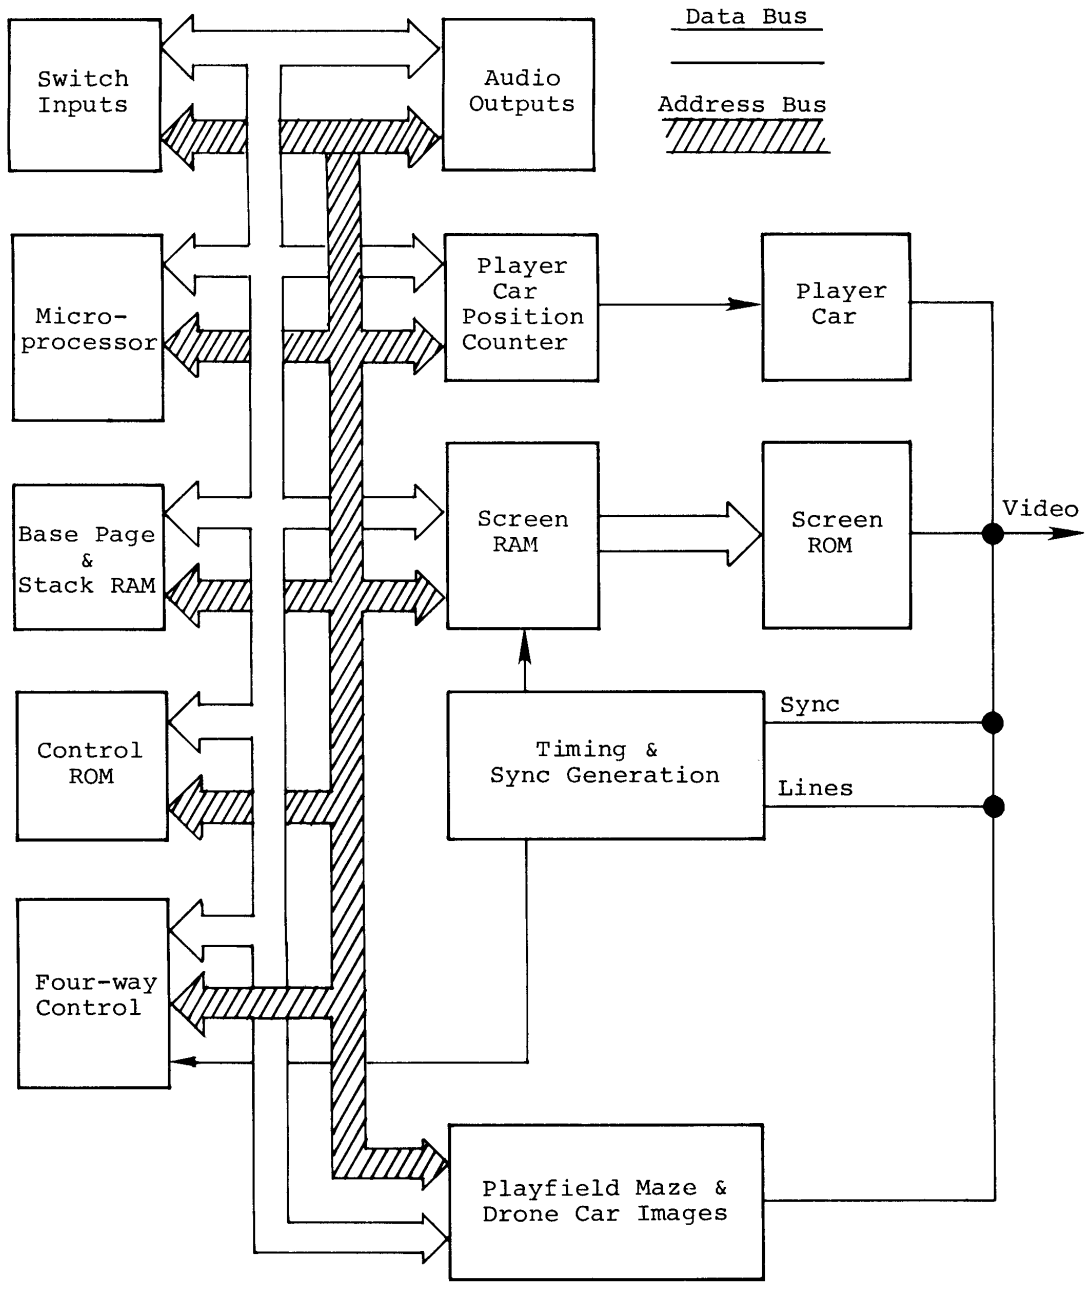 Data Bus
Switch
Inputs
Audio
Outputs
Address Bus
Micro-
processor
Player
Car
Position
Counter
Player
Car
Base Page
&
Stack RAM
Screen
RAM
Screen
ROM
Video
Control
ROM
Timing &
Sync Generation
Sync
Lines
Four-way
Control
Playfield Maze &
Drone Car Images